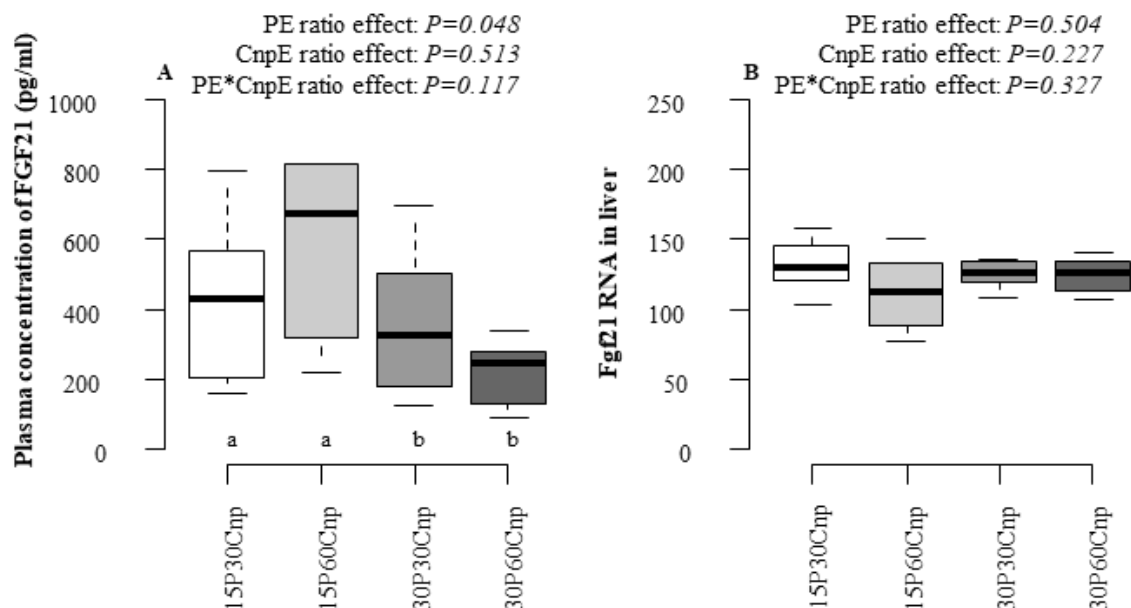 PE ratio effect: P=0.048
CnpE ratio effect: P=0.513
A
PE*CnpE ratio effect: P=0.117
Plasma concentration of FGF21 (pg/ml)
1000
800
600
400
200
0
a
a
b
b
15P30Cnp
15P60Cnp
30P30Cnp
30P60Cnp
PE ratio effect: P=0.504
CnpE ratio effect: P=0.227
B
PE*CnpE ratio effect: P=0.327
Fgf21 RNA in liver
250
200
150
100
50
0
15P30Cnp
15P60Cnp
30P30Cnp
30P60Cnp